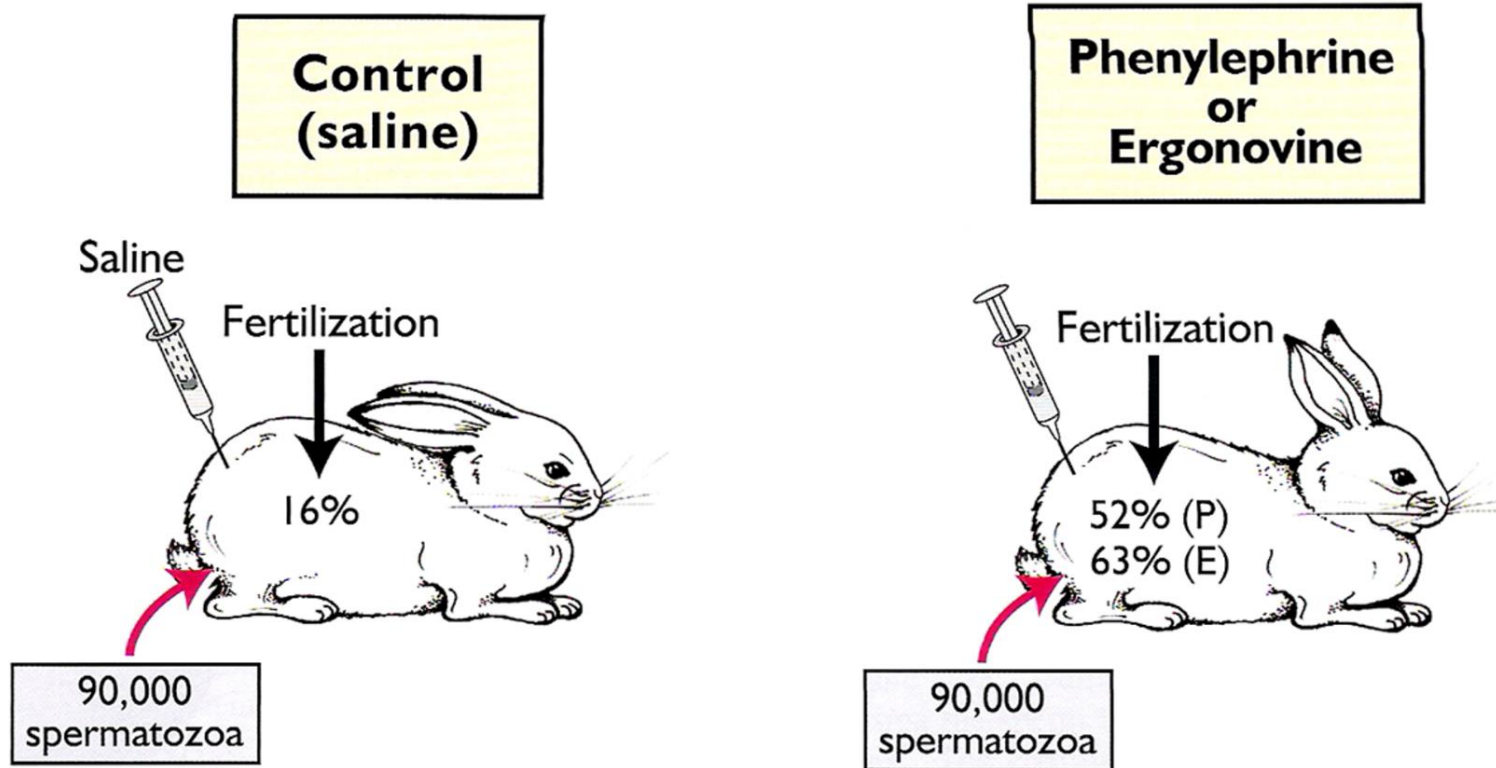 Control
(saline)
Phenylephrine
or
Ergonovine
Saline
Fertilization
16%
90,000
spermatozoa
Fertilization
52% (P)
63% (E)
90,000
spermatozoa